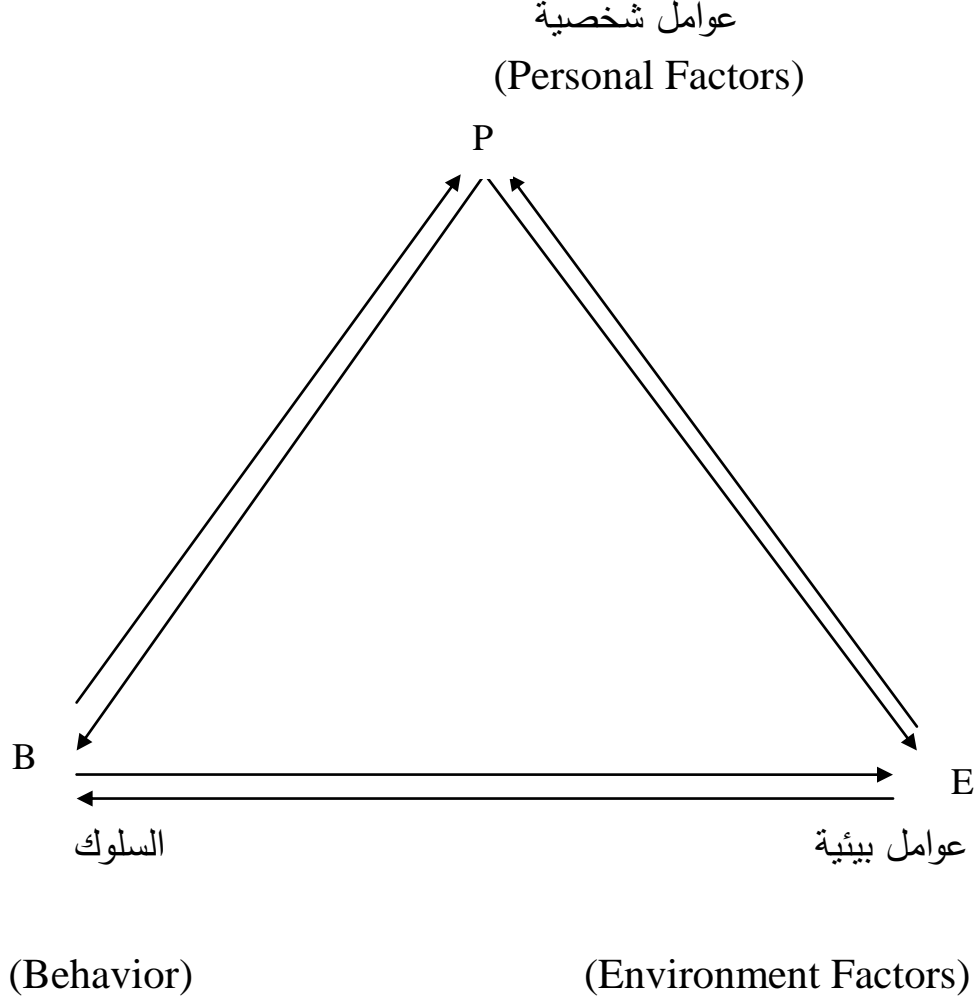 عوامل شخصية
(Personal Factors)
P
B
E
السلوك
عوامل بيئية
(Behavior)
(Environment Factors)